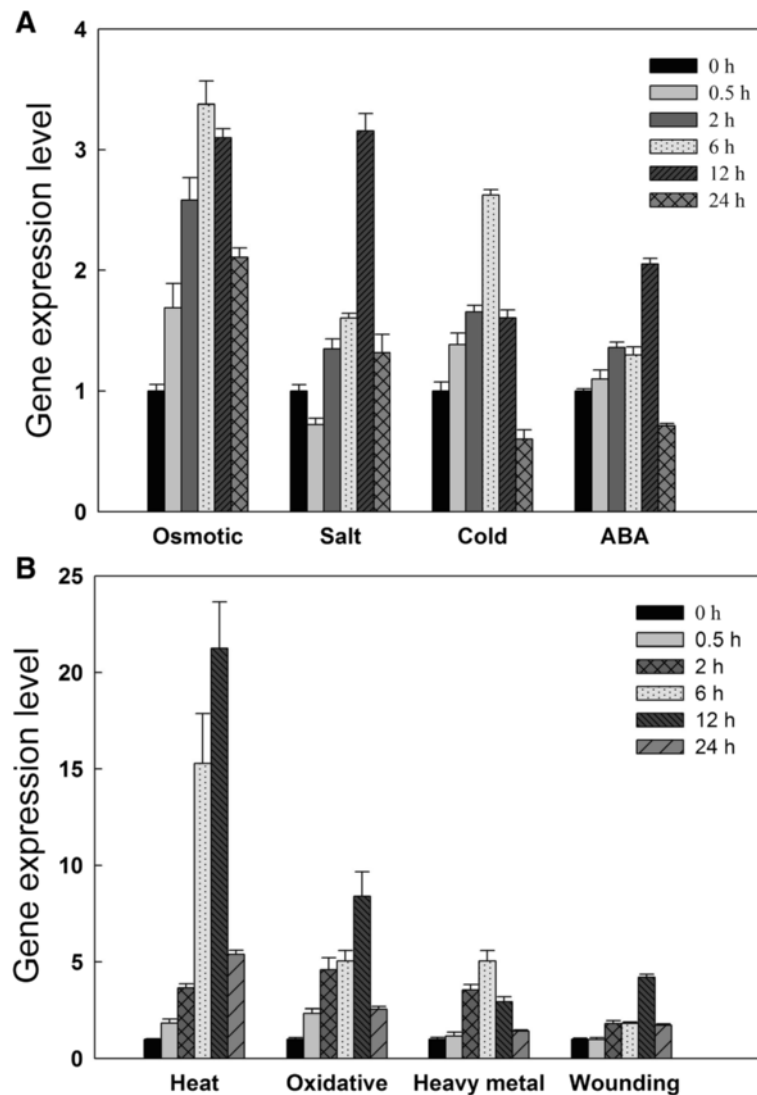 A
Gene expression level
4
3
2
1
0
0 h
0.5 h
2 h
6 h
12 h
24 h
Osmotic Salt Cold ABA
B
Gene expression level
25
20
15
10
5
0
0 h
0.5 h
2 h
6 h
12 h
24 h
Heat Oxidative Heavy metal Wounding